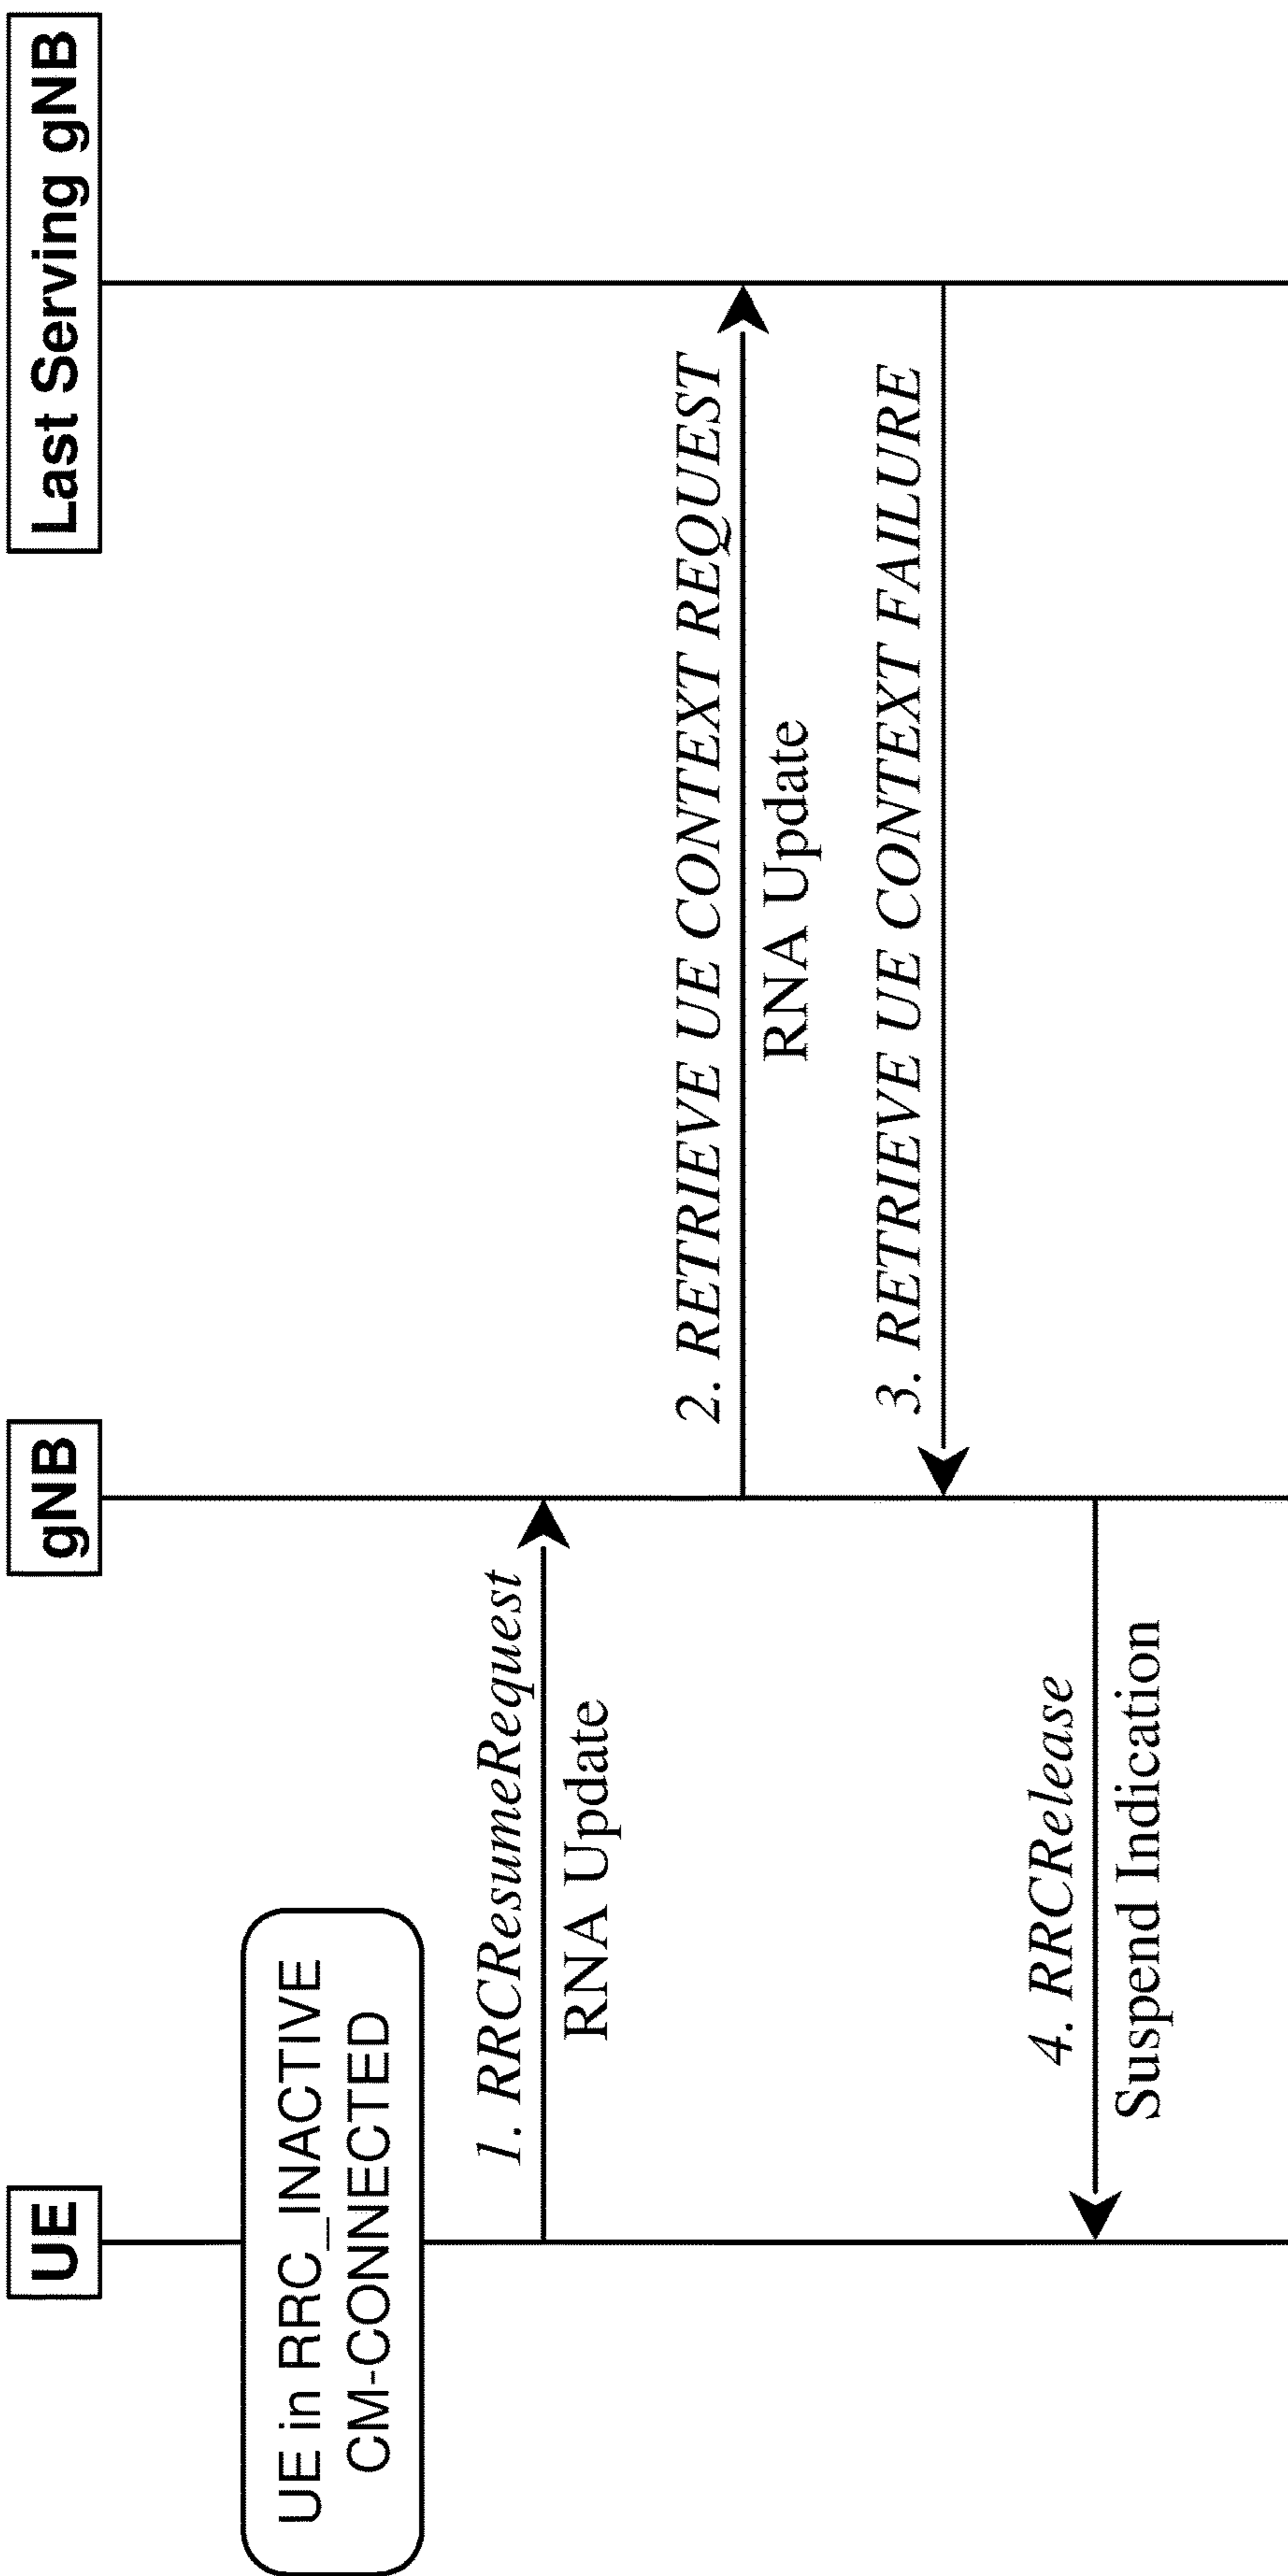 UE
gNB
Last Serving gNB
UE in RRC_INACTIVE
CM-CONNECTED
1. RRCResumeRequest
RNA Update
2. RETRIEVE UE CONTEXT REQUEST
RNA Update
3. RETRIEVE UE CONTEXT FAILURE
4. RRCRelease
Suspend Indication